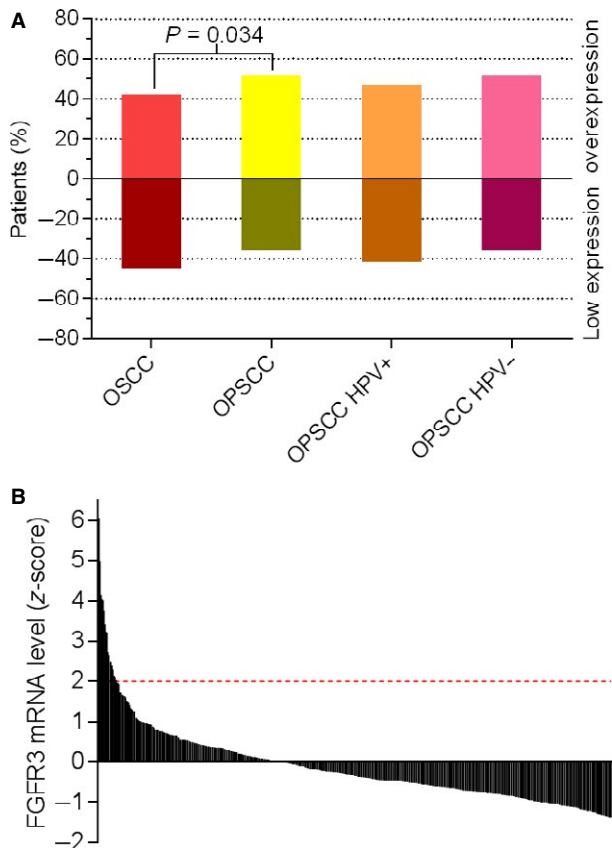 A
P = 0.034
80
60
40
20
0
−20
−40
−60
−80
Patients (%)
Low expression overexpression
OSCC
OPSCC
OPSCC HPV+
OPSCC HPV−
B
6
5
4
3
2
1
0
−1
−2
FGFR3 mRNA level (z-score)